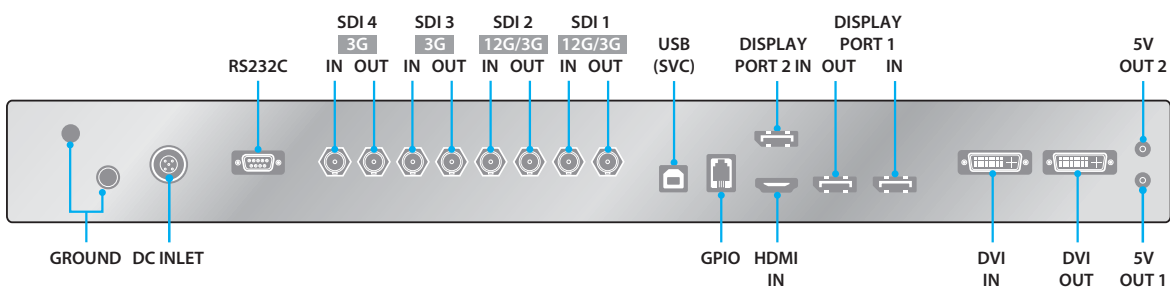 SDI 4 SDI 3 SDI 2 SDI 1 DISPLAY
3G 3G 12G/3G 12G/3G USB DISPLAY PORT 1 5V
RS232C IN OUT IN OUT IN OUT IN OUT (SVC) PORT 2 IN OUT IN OUT 2
GROUND DC INLET GPIO HDMI DVI DVI 5V
IN IN OUT OUT 1